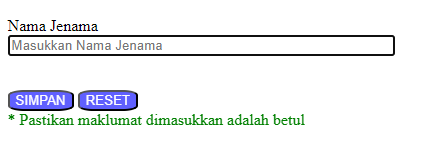 Nama Jenama
Masukkan Nama Jenama
SIMPAN RESET
* Pastikan maklumat dimasukkan adalah betul